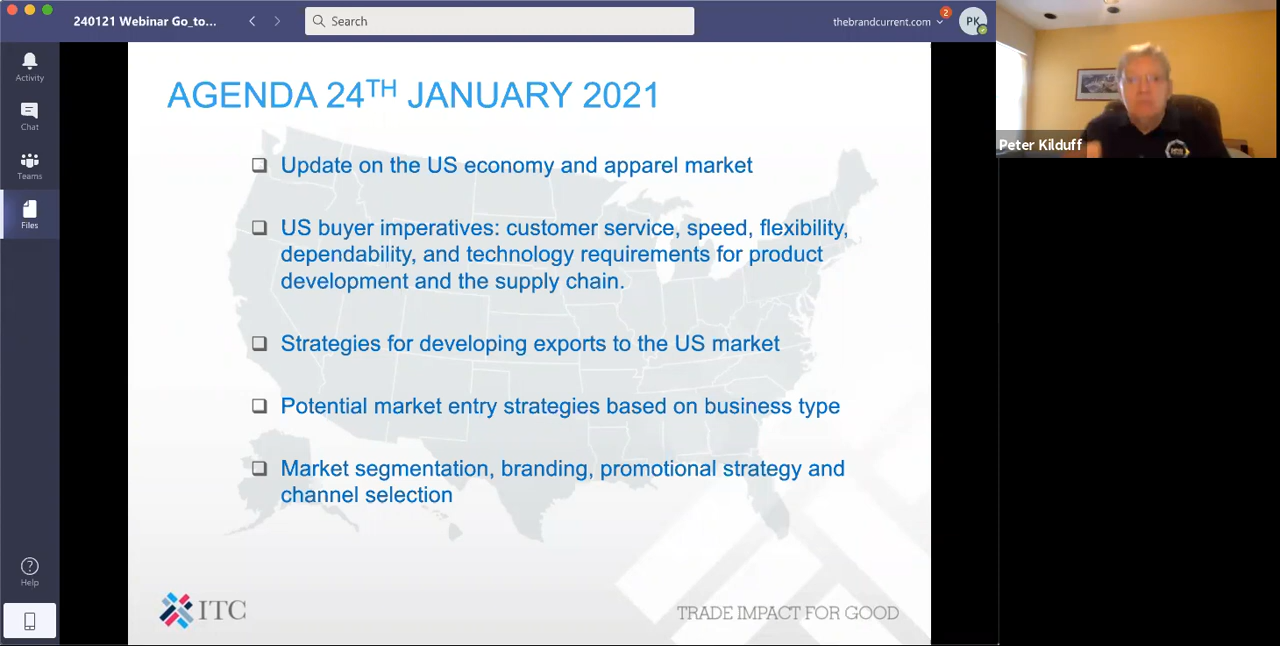 240121 Webinar Go_to...
Search
thebrandcurrent.com
2
PK
Activity
Chat
Teams
Files
Help
AGENDA 24TH JANUARY 2021
Update on the US economy and apparel market
US buyer imperatives: customer service, speed, flexibility,
dependability, and technology requirements for product
development and the supply chain.
Strategies for developing exports to the US market
Potential market entry strategies based on business type
Market segmentation, branding, promotional strategy and
channel selection
ITC
TRADE IMPACT FOR GOOD
Peter Kilduff